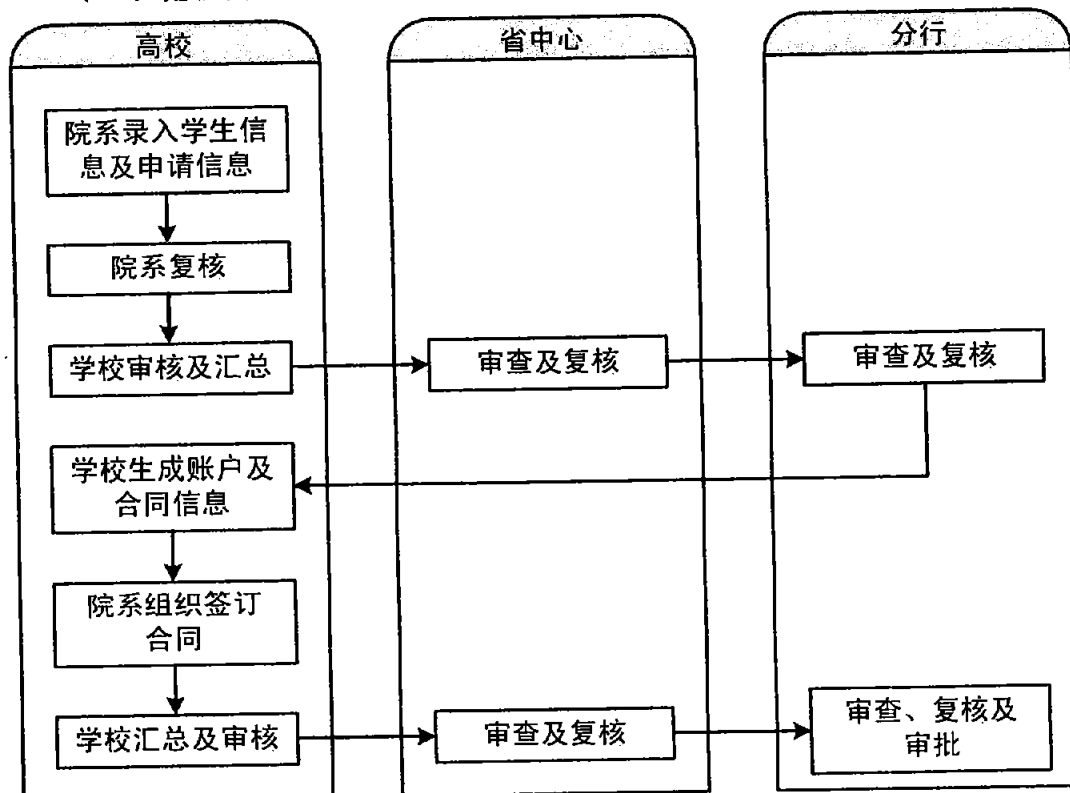 高校
省中心
分行
院系录入学生信
息及申请信息
院系复核
学校审核及汇总
审查及复核
审查及复核
学校生成账户及
合同信息
院系组织签订
合同
学校汇总及审核
审查及复核
审查、复核及
审批